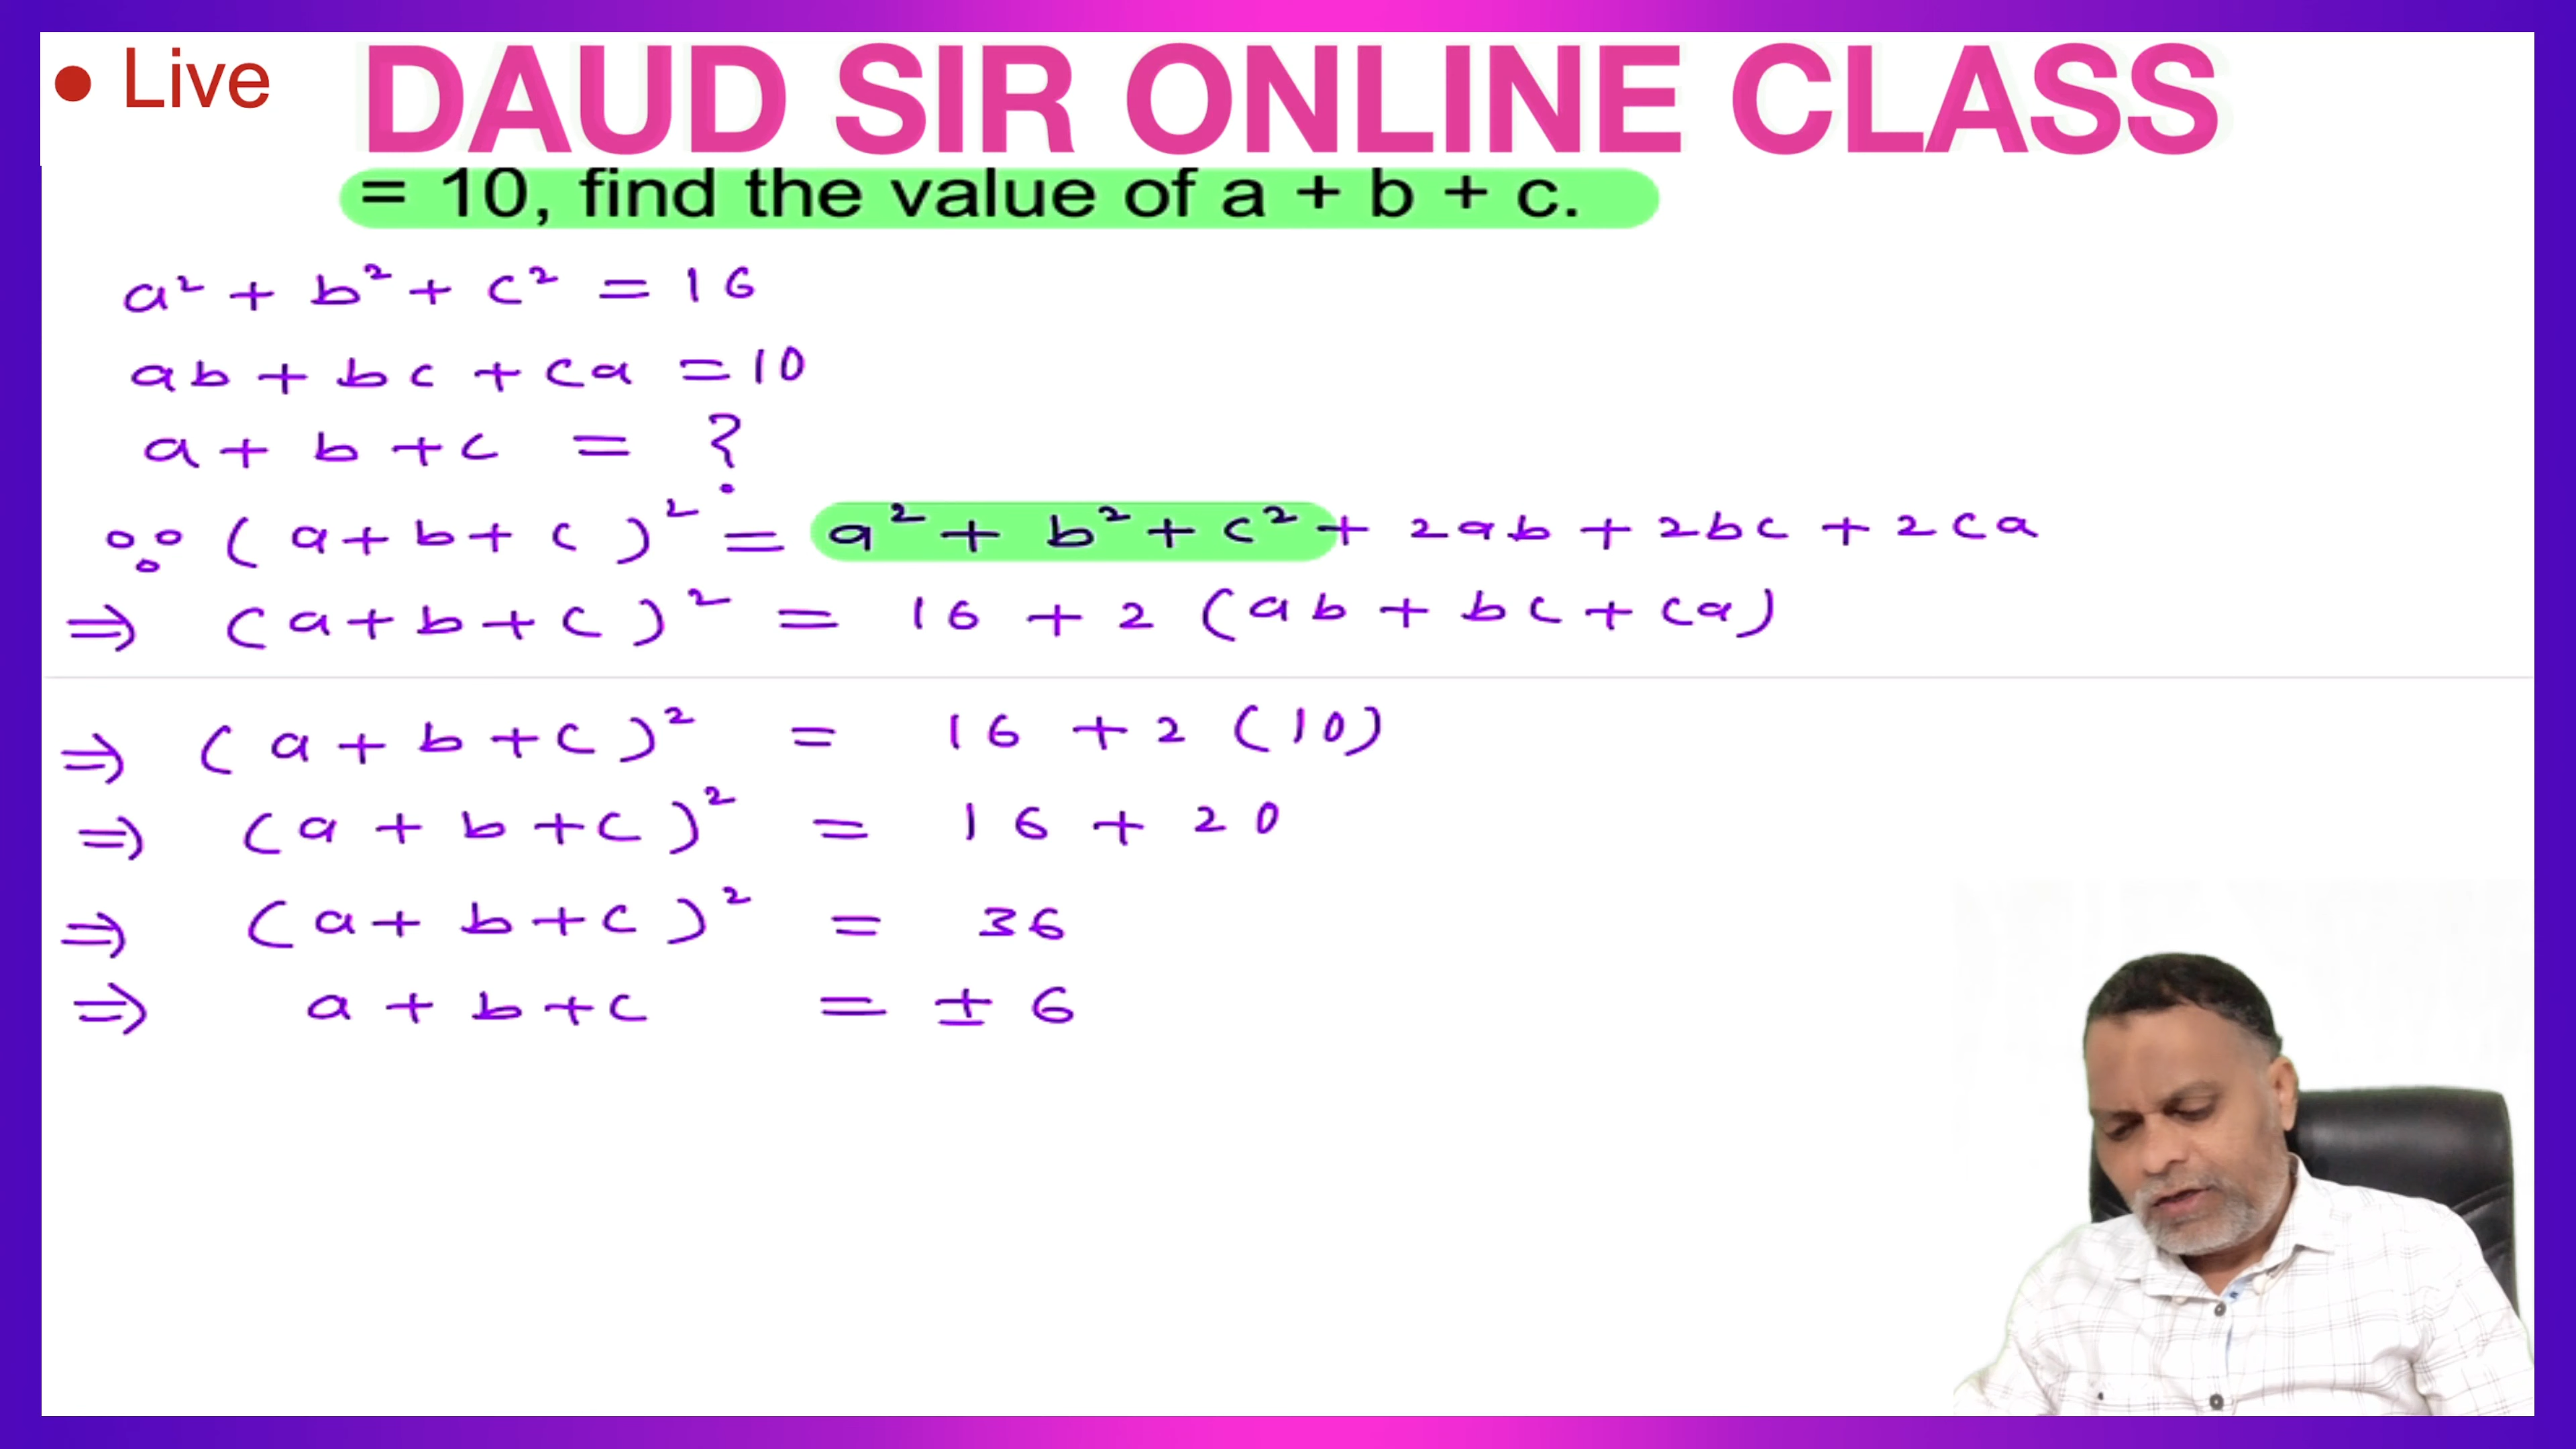 • Live DAUD SIR ONLINE CLASS
= 10, find the value of a + b + c.
a² + b² + c² = 16
ab + bc + ca = 10
a + b + c = ?
∵ (a + b + c)² = a² + b² + c² + 2ab + 2bc + 2ca
⇒ (a + b + c)² = 16 + 2 (ab + bc + ca)
⇒ (a + b + c)² = 16 + 2 (10)
⇒ (a + b + c)² = 16 + 20
⇒ (a + b + c)² = 36
⇒ a + b + c = ± 6